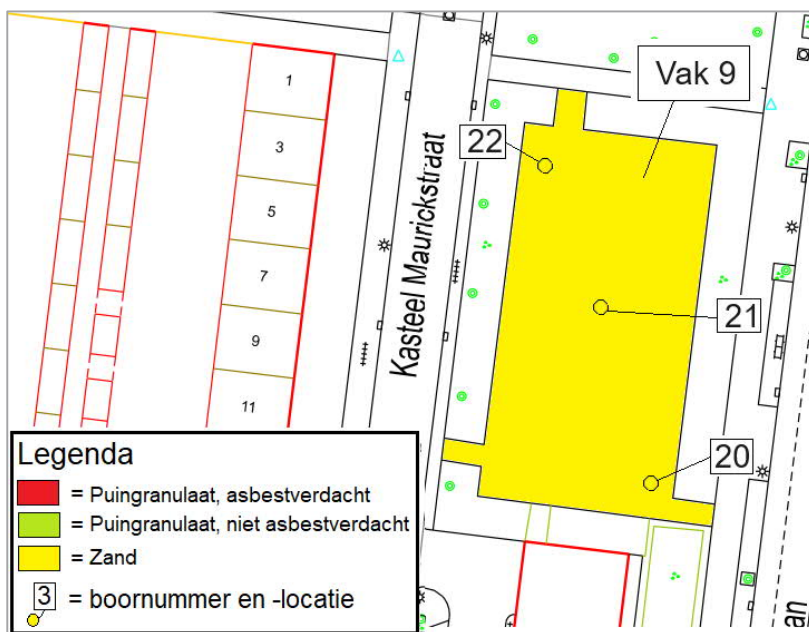 Vak 9
1
3
5
7
9
11
22
21
20
Kasteel Maurickstraat
an
Legenda
= Puingranulaat, asbestverdacht
= Puingranulaat, niet asbestverdacht
= Zand
3 = boornummer en -locatie